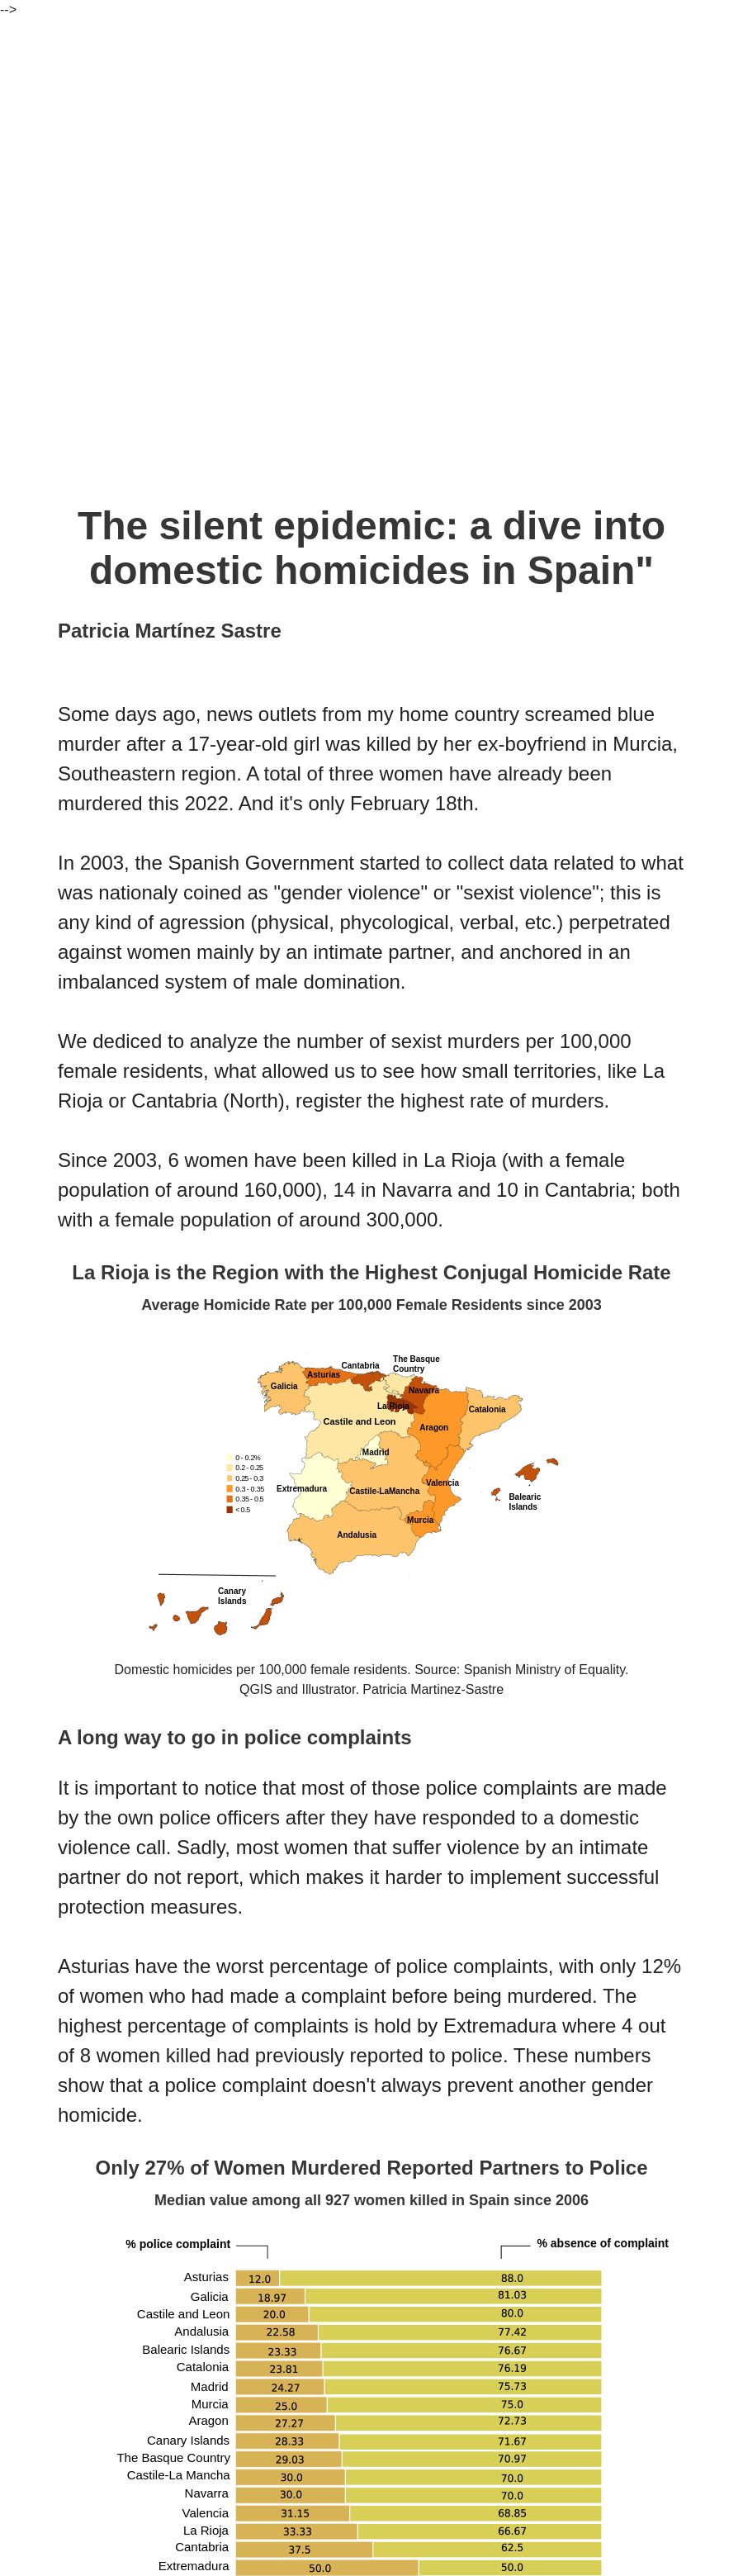 -->
The silent epidemic: a dive into
domestic homicides in Spain"
Patricia Martínez Sastre
Some days ago, news outlets from my home country screamed blue
murder after a 17-year-old girl was killed by her ex-boyfriend in Murcia,
Southeastern region. A total of three women have already been
murdered this 2022. And it's only February 18th.
In 2003, the Spanish Government started to collect data related to what
was nationaly coined as "gender violence" or "sexist violence"; this is
any kind of agression (physical, phycological, verbal, etc.) perpetrated
against women mainly by an intimate partner, and anchored in an
imbalanced system of male domination.
We dediced to analyze the number of sexist murders per 100,000
female residents, what allowed us to see how small territories, like La
Rioja or Cantabria (North), register the highest rate of murders.
Since 2003, 6 women have been killed in La Rioja (with a female
population of around 160,000), 14 in Navarra and 10 in Cantabria; both
with a female population of around 300,000.
La Rioja is the Region with the Highest Conjugal Homicide Rate
Average Homicide Rate per 100,000 Female Residents since 2003
The Basque
Country
Cantabria
Asturias
Galicia
Navarra
La Rioja
Catalonia
Castile and Leon
Aragon
Madrid
0 - 0.2%
0.2 - 0.25
0.25 - 0.3
0.3 - 0.35
0.35 - 0.5
< 0.5
Extremadura
Castile-LaMancha
Valencia
Balearic
Islands
Murcia
Andalusia
Canary
Islands
Domestic homicides per 100,000 female residents. Source: Spanish Ministry of Equality.
QGIS and Illustrator. Patricia Martinez-Sastre
A long way to go in police complaints
It is important to notice that most of those police complaints are made
by the own police officers after they have responded to a domestic
violence call. Sadly, most women that suffer violence by an intimate
partner do not report, which makes it harder to implement successful
protection measures.
Asturias have the worst percentage of police complaints, with only 12%
of women who had made a complaint before being murdered. The
highest percentage of complaints is hold by Extremadura where 4 out
of 8 women killed had previously reported to police. These numbers
show that a police complaint doesn't always prevent another gender
homicide.
Only 27% of Women Murdered Reported Partners to Police
Median value among all 927 women killed in Spain since 2006
% police complaint % absence of complaint
Asturias 12.0 88.0
Galicia 18.97 81.03
Castile and Leon 20.0 80.0
Andalusia 22.58 77.42
Balearic Islands 23.33 76.67
Catalonia 23.81 76.19
Madrid 24.27 75.73
Murcia 25.0 75.0
Aragon 27.27 72.73
Canary Islands 28.33 71.67
The Basque Country 29.03 70.97
Castile-La Mancha 30.0 70.0
Navarra 30.0 70.0
Valencia 31.15 68.85
La Rioja 33.33 66.67
Cantabria 37.5 62.5
Extremadura 50.0 50.0